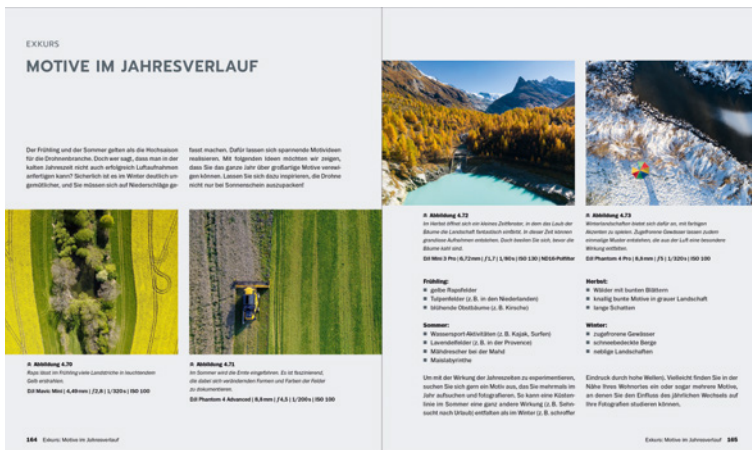 EXKURS
MOTIVE IM JAHRESVERLAUF
Der Frühling und der Sommer gelten als die Hochsaison
für die Drohnenbranche. Doch wer sagt, dass man in der
kalten Jahreszeit nicht auch erfolgreich Luftaufnahmen
anfertigen kann? Sicherlich ist es im Winter deutlich un-
gemütlicher, und Sie müssen sich auf Niederschläge ge-
fasst machen. Dafür lassen sich spannende Motivideen
realisieren. Mit folgenden Ideen möchten wir zeigen,
dass Sie das ganze Jahr über großartige Motive verewi-
gen können. Lassen Sie sich dazu inspirieren, die Drohne
nicht nur bei Sonnenschein auszupacken!
Abbildung 4.70
Raps lässt im Frühling viele Landstriche in leuchtendem
Gelb erstrahlen.
DJI Mavic Mini | 4,49 mm | ƒ2,8 | 1/320 s | ISO 100
Abbildung 4.71
Im Sommer wird die Ernte eingefahren. Es ist faszinierend,
die dabei sich verändernden Formen und Farben der Felder
zu dokumentieren.
DJI Phantom 4 Advanced | 8,8 mm | ƒ4,5 | 1/200 s | ISO 100
164 Exkurs: Motive im Jahresverlauf
Abbildung 4.72
Im Herbst öffnet sich ein kleines Zeitfenster, in dem das Laub der
Bäume die Landschaft fantastisch einfärbt. In dieser Zeit können
grandiose Aufnahmen entstehen. Doch beeilen Sie sich, bevor die
Bäume kahl sind.
DJI Mini 3 Pro | 6,72 mm | ƒ1,7 | 1/80 s | ISO 130 | ND16-Polfilter
Abbildung 4.73
Winterlandschaften bieten sich dafür an, mit farbigen
Akzenten zu spielen. Zugefrorene Gewässer lassen zudem
einmalige Muster entstehen, die aus der Luft eine besondere
Wirkung entfalten.
DJI Phantom 4 Pro | 8,8 mm | ƒ5 | 1/320 s | ISO 100
Frühling:
gelbe Rapsfelder
Tulpenfelder (z. B. in den Niederlanden)
blühende Obstbäume (z. B. Kirsche)
Sommer:
Wassersport-Aktivitäten (z. B. Kajak, Surfen)
Lavendelfelder (z. B. in der Provence)
Mähdrescher bei der Mahd
Maislabyrinthe
Herbst:
Wälder mit bunten Blättern
knallig bunte Motive in grauer Landschaft
lange Schatten
Winter:
zugefrorene Gewässer
schneebedeckte Berge
neblige Landschaften
Um mit der Wirkung der Jahreszeiten zu experimentieren,
suchen Sie sich gern ein Motiv aus, das Sie mehrmals im
Jahr aufsuchen und fotografieren. So kann eine Küsten-
linie im Sommer eine ganz andere Wirkung (z. B. Sehn-
sucht nach Urlaub) entfalten als im Winter (z. B. schroffer
Eindruck durch hohe Wellen). Vielleicht finden Sie in der
Nähe Ihres Wohnortes ein oder sogar mehrere Motive,
an denen Sie den Einfluss des jährlichen Wechsels auf
Ihre Fotografien studieren können.
Exkurs: Motive im Jahresverlauf 165